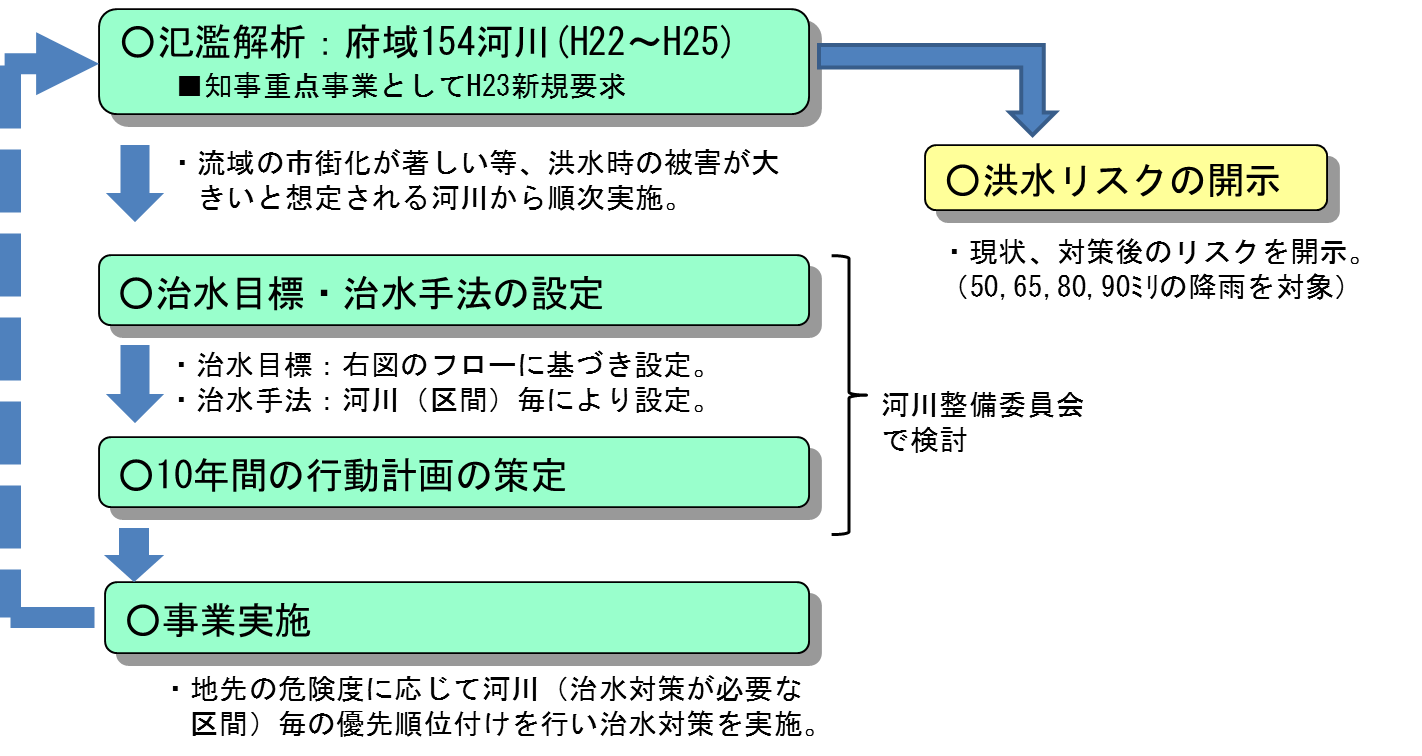 ○氾濫解析：府域154河川(H22～H25)
■知事重点事業としてH23新規要求
・流域の市街化が著しい等、洪水時の被害が大
きいと想定される河川から順次実施。
○洪水リスクの開示
・現状、対策後のリスクを開示。
（50,65,80,90ﾐﾘの降雨を対象）
○治水目標・治水手法の設定
・治水目標：右図のフローに基づき設定。
・治水手法：河川（区間）毎により設定。
河川整備委員会
で検討
○10年間の行動計画の策定
○事業実施
・地先の危険度に応じて河川（治水対策が必要な
区間）毎の優先順位付けを行い治水対策を実施。